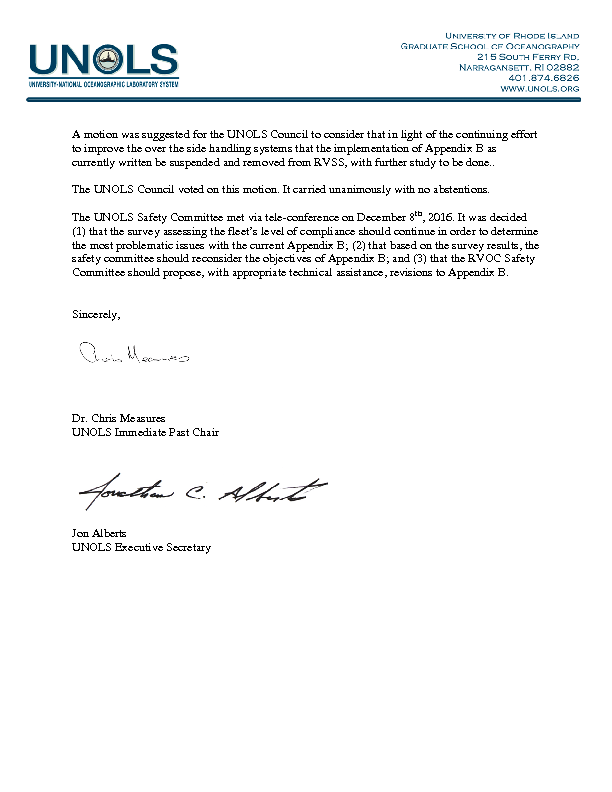 UNOLS
UNIVERSITY-NATIONAL OCEANOGRAPHIC LABORATORY SYSTEM
UNIVERSITY OF RHODE ISLAND
GRADUATE SCHOOL OF OCEANOGRAPHY
215 SOUTH FERRY RD.
NARRAGANSETT, RI 02882
401.874.6826
WWW.UNOLS.ORG
A motion was suggested for the UNOLS Council to consider that in light of the continuing effort
to improve the over the side handling systems that the implementation of Appendix B as
currently written be suspended and removed from RVSS, with further study to be done..
The UNOLS Council voted on this motion. It carried unanimously with no abstentions.
The UNOLS Safety Committee met via tele-conference on December 8th, 2016. It was decided
(1) that the survey assessing the fleet's level of compliance should continue in order to determine
the most problematic issues with the current Appendix B; (2) that based on the survey results, the
safety committee should reconsider the objectives of Appendix B; and (3) that the RVOC Safety
Committee should propose, with appropriate technical assistance, revisions to Appendix B.
Sincerely,
Chris Measures
Dr. Chris Measures
UNOLS Immediate Past Chair
Jonathan C. Alberts
Jon Alberts
UNOLS Executive Secretary